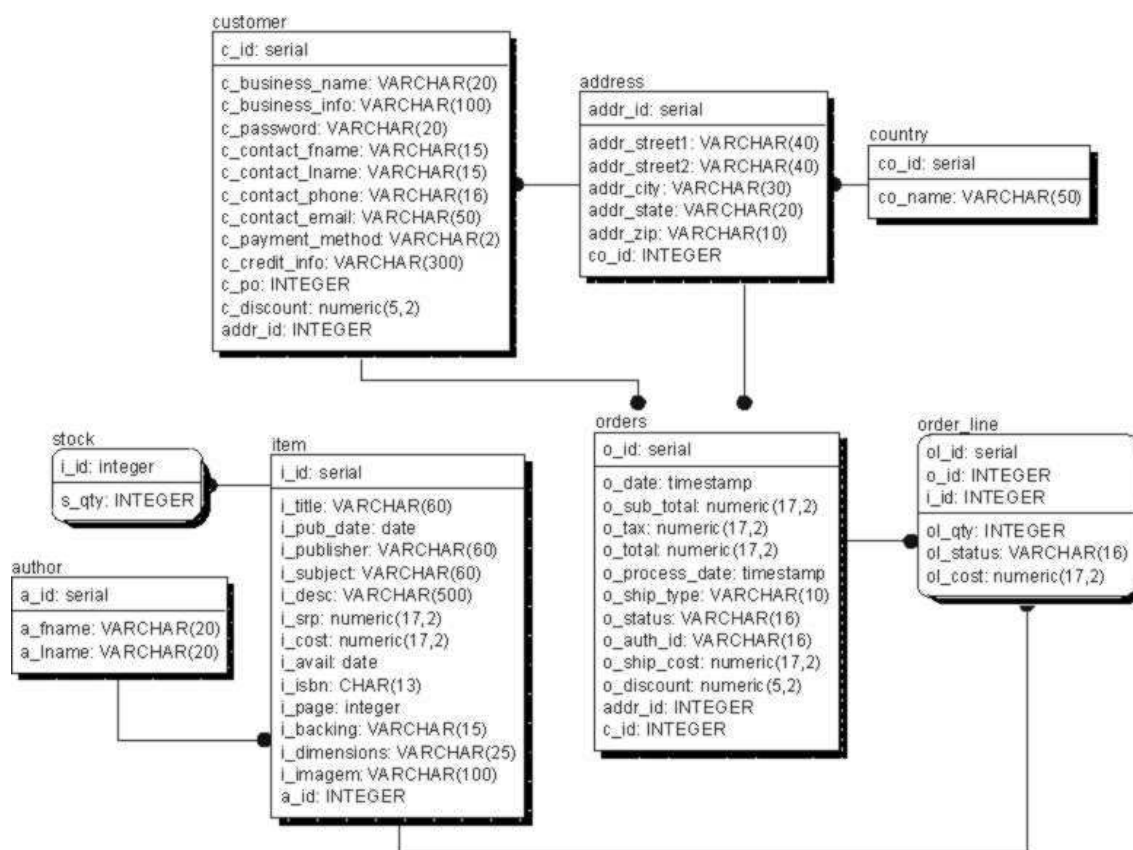 customer
c_id: serial
c_business_name: VARCHAR(20)
c_business_info: VARCHAR(100)
c_password: VARCHAR(20)
c_contact_fname: VARCHAR(15)
c_contact_lname: VARCHAR(15)
c_contact_phone: VARCHAR(16)
c_contact_email: VARCHAR(50)
c_payment_method: VARCHAR(2)
c_credit_info: VARCHAR(300)
c_po: INTEGER
c_discount: numeric(5,2)
addr_id: INTEGER
address
addr_id: serial
addr_street1: VARCHAR(40)
addr_street2: VARCHAR(40)
addr_city: VARCHAR(30)
addr_state: VARCHAR(20)
addr_zip: VARCHAR(10)
co_id: INTEGER
country
co_id: serial
co_name: VARCHAR(50)
stock
i_id: integer
s_qty: INTEGER
author
a_id: serial
a_fname: VARCHAR(20)
a_lname: VARCHAR(20)
item
i_id: serial
i_title: VARCHAR(60)
i_pub_date: date
i_publisher: VARCHAR(60)
i_subject: VARCHAR(60)
i_desc: VARCHAR(500)
i_srp: numeric(17,2)
i_cost: numeric(17,2)
i_avail: date
i_isbn: CHAR(13)
i_page: integer
i_backing: VARCHAR(15)
i_dimensions: VARCHAR(25)
i_imagem: VARCHAR(100)
a_id: INTEGER
orders
o_id: serial
o_date: timestamp
o_sub_total: numeric(17,2)
o_tax: numeric(17,2)
o_total: numeric(17,2)
o_process_date: timestamp
o_ship_type: VARCHAR(10)
o_status: VARCHAR(16)
o_auth_id: VARCHAR(16)
o_ship_cost: numeric(17,2)
o_discount: numeric(5,2)
addr_id: INTEGER
c_id: INTEGER
order_line
ol_id: serial
o_id: INTEGER
i_id: INTEGER
ol_qty: INTEGER
ol_status: VARCHAR(16)
ol_cost: numeric(17,2)